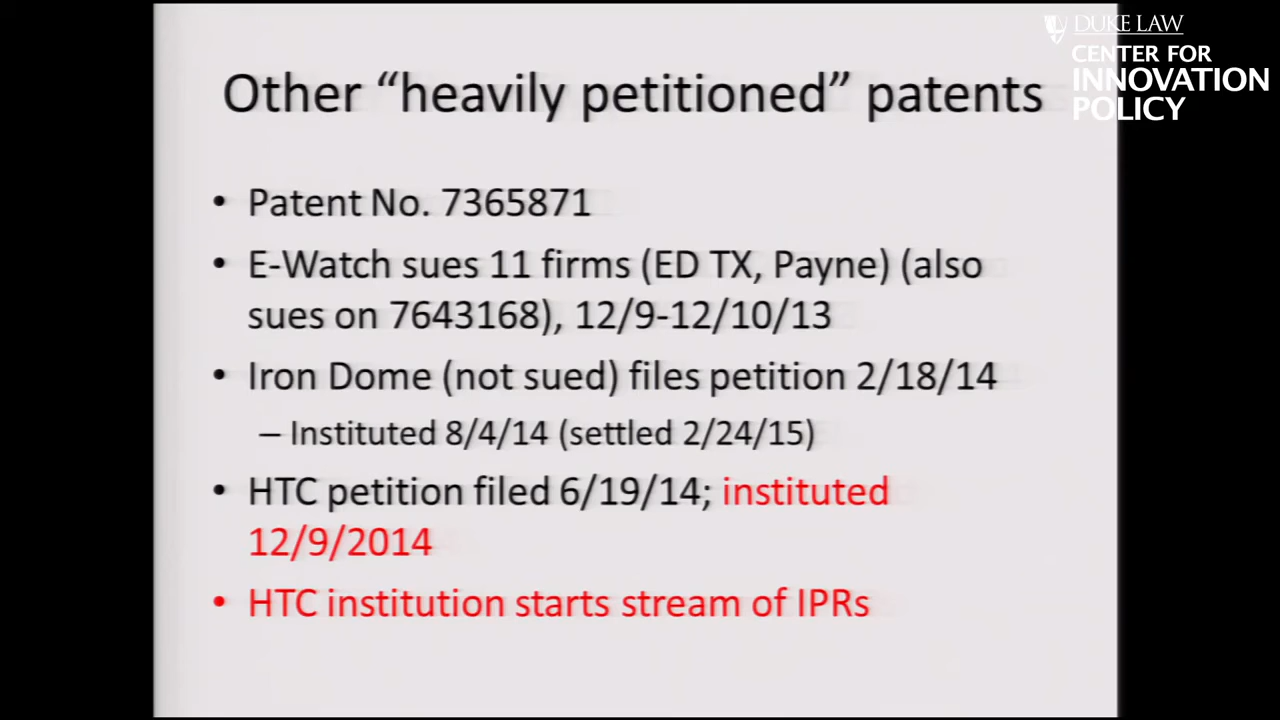 DUKE LAW
CENTER FOR
INNOVATION
POLICY
Other “heavily petitioned” patents
• Patent No. 7365871
• E-Watch sues 11 firms (ED TX, Payne) (also
sues on 7643168), 12/9-12/10/13
• Iron Dome (not sued) files petition 2/18/14
– Instituted 8/4/14 (settled 2/24/15)
• HTC petition filed 6/19/14; instituted
12/9/2014
• HTC institution starts stream of IPRs